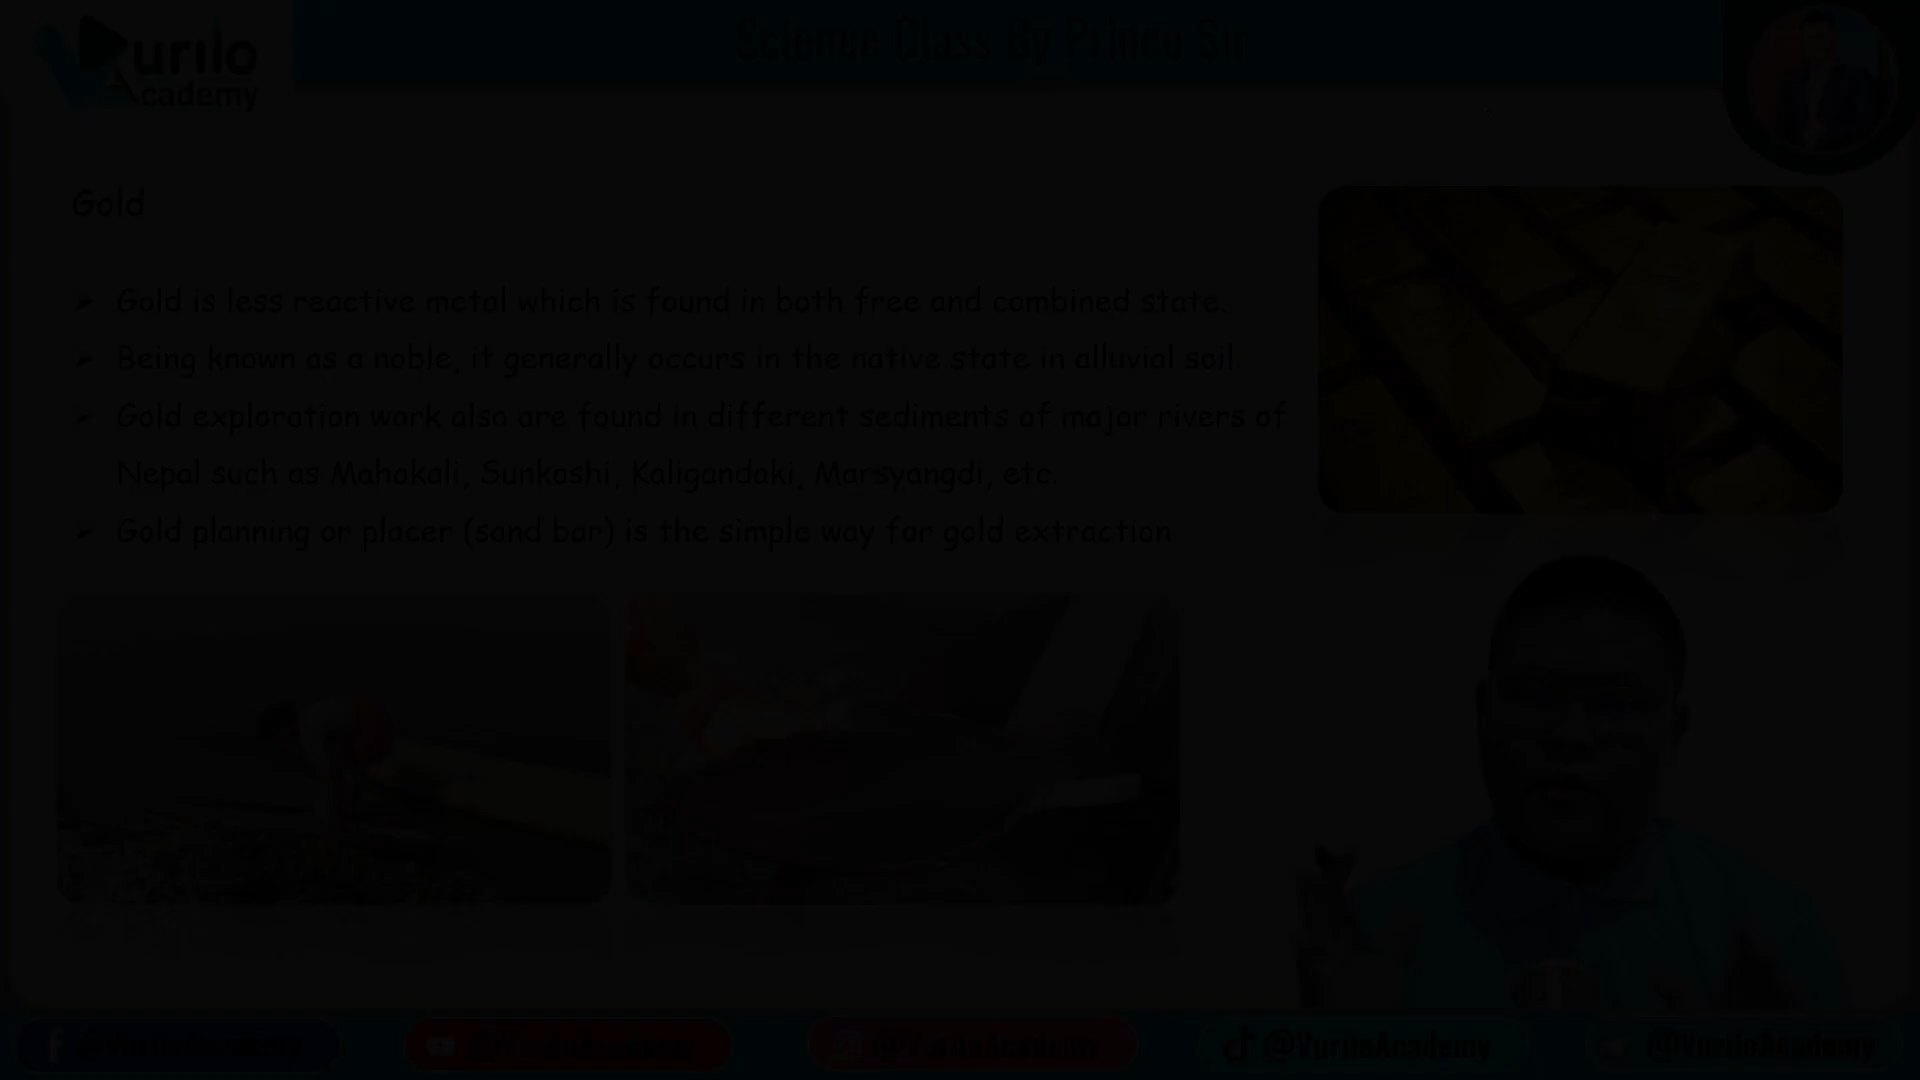 Vurilo
Academy
Science Class By Prince Sir
Gold
➢ Gold is less reactive metal which is found in both free and combined state.
➢ Being known as a noble, it generally occurs in the native state in alluvial soil.
➢ Gold exploration work also are found in different sediments of major rivers of
Nepal such as Mahakali, Sunkoshi, Kaligandaki, Marsyangdi, etc.
➢ Gold planning or placer (sand bar) is the simple way for gold extraction
@VuriloAcademy @VuriloAcademy @VuriloAcademy @VuriloAcademy @VuriloAcademy